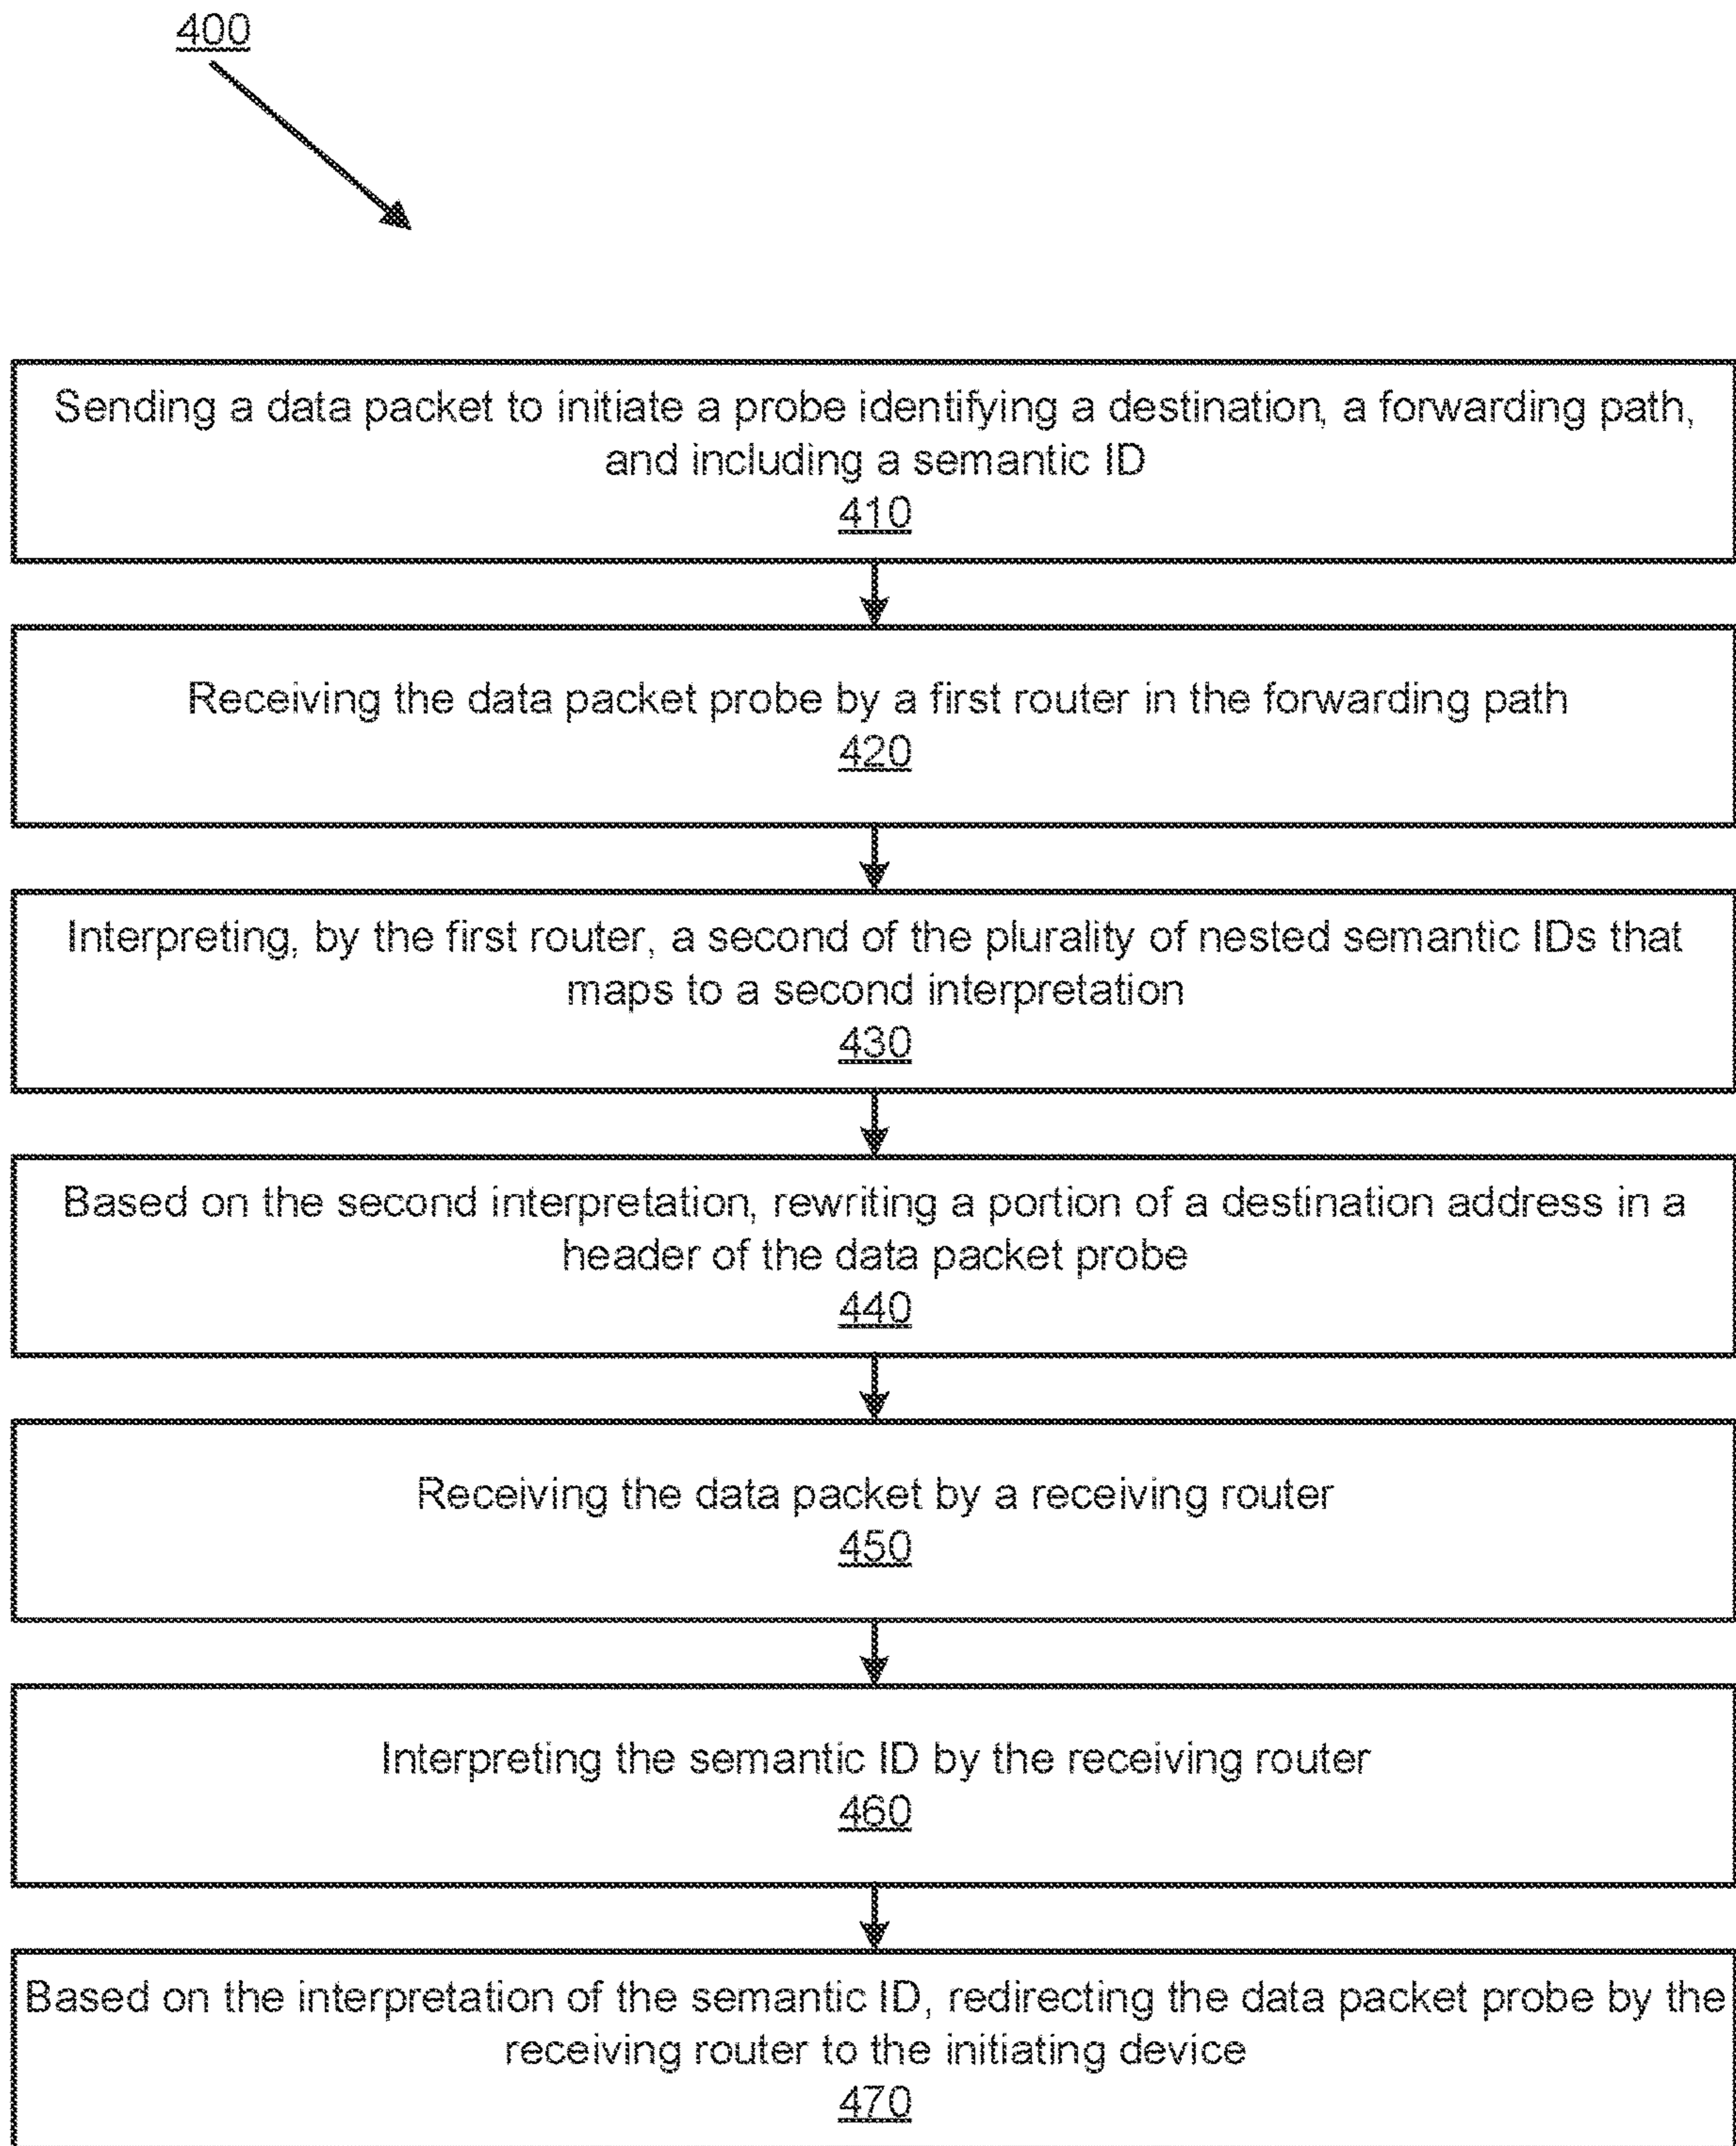 400
Sending a data packet to initiate a probe identifying a destination, a forwarding path,
and including a semantic ID
410
Receiving the data packet probe by a first router in the forwarding path
420
Interpreting, by the first router, a second of the plurality of nested semantic IDs that
maps to a second interpretation
430
Based on the second interpretation, rewriting a portion of a destination address in a
header of the data packet probe
440
Receiving the data packet by a receiving router
450
Interpreting the semantic ID by the receiving router
460
Based on the interpretation of the semantic ID, redirecting the data packet probe by the
receiving router to the initiating device
470